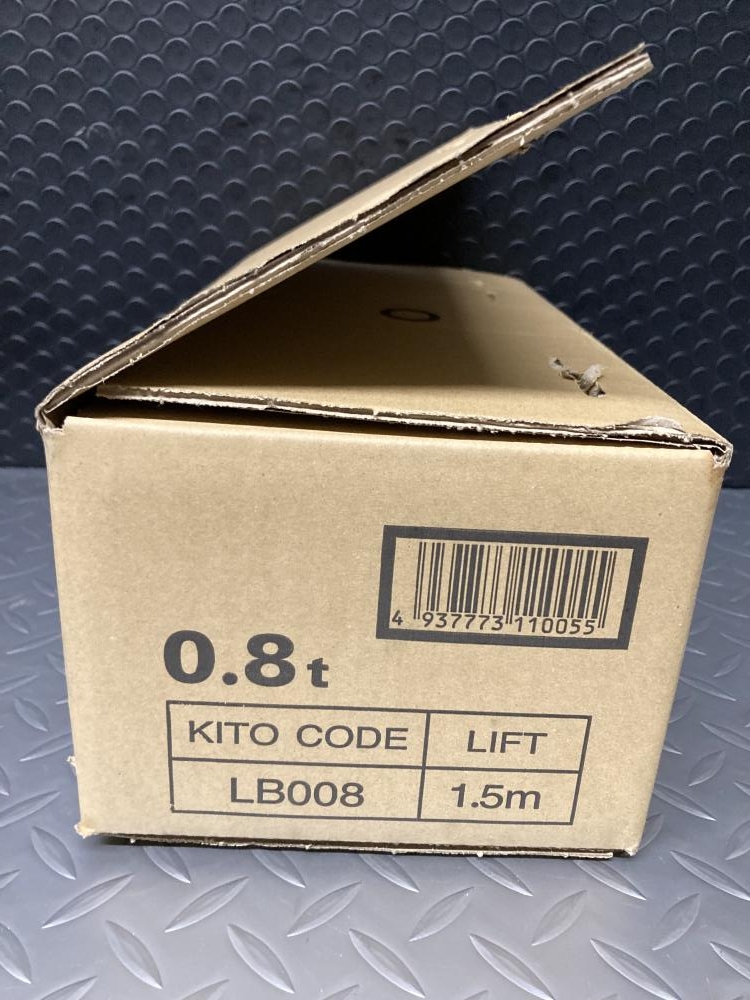 4 937773 110055
0.8t
KITO CODE LIFT
LB008 1.5m